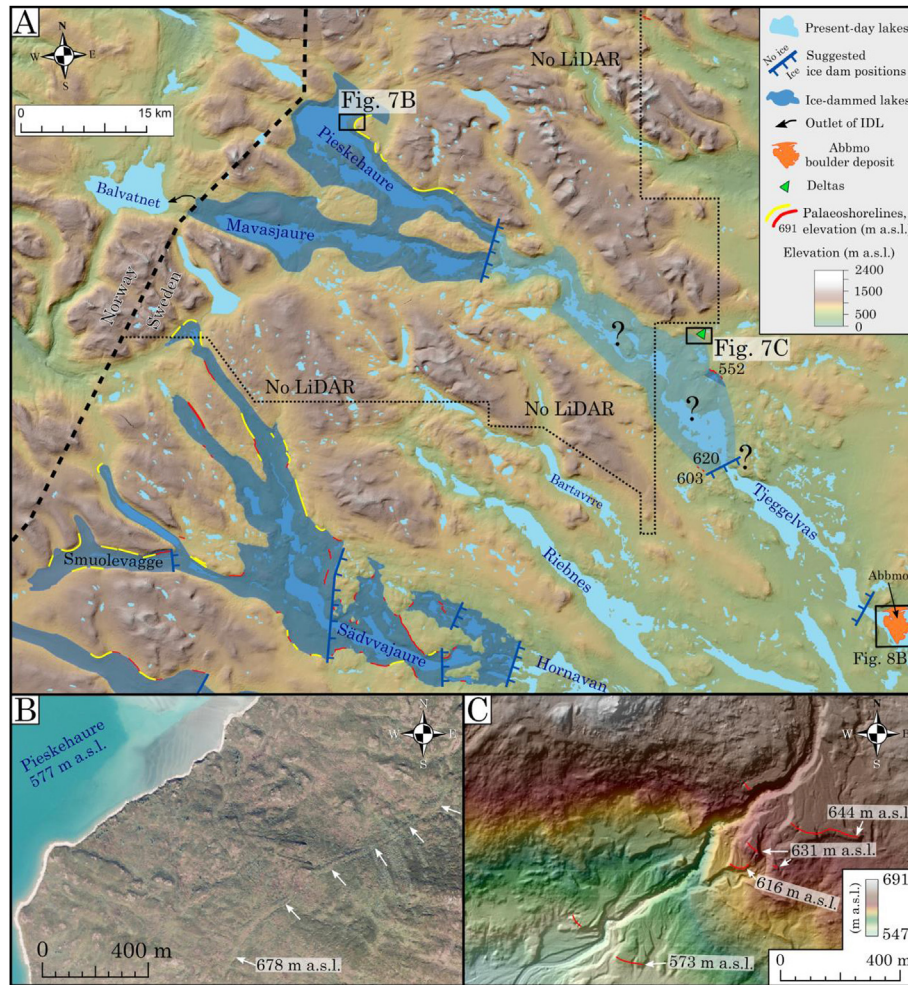 A
N
W
E
S
0
15 km
No LiDAR
Fig. 7B
Pieskehaure
Balvatnet
Mavasjaure
Norway
Sweden
No LiDAR
No LiDAR
?
?
?
Fig. 7C
552
620
603
Tjeggelvas
Bartavrre
Riebnes
Smuolevagge
Sädvvajaure
Hornavan
Abbmo
Fig. 8B
Present-day lakes
No ice
Ice
Suggested
ice dam positions
Ice-dammed lakes
Outlet of IDL
Abbmo
boulder deposit
Deltas
Palaeoshorelines,
691 elevation (m a.s.l.)
Elevation (m a.s.l.)
2400
1500
500
0
B
Pieskehaure
577 m a.s.l.
N
W
E
S
678 m a.s.l.
0
400 m
C
N
W
E
S
644 m a.s.l.
631 m a.s.l.
616 m a.s.l.
573 m a.s.l.
(m a.s.l.)
691
547
0
400 m